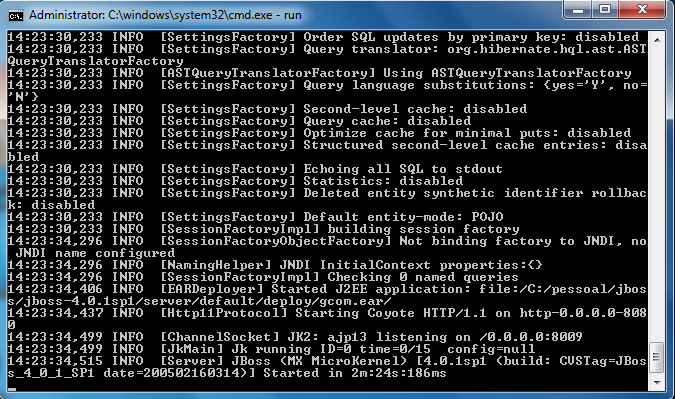 Administrator: C:\windows\system32\cmd.exe - run
14:23:30,233 INFO  [SettingsFactory] Order SQL updates by primary key: disabled
14:23:30,233 INFO  [SettingsFactory] Query translator: org.hibernate.hql.ast.AST
QueryTranslatorFactory
14:23:30,233 INFO  [ASTQueryTranslatorFactory] Using ASTQueryTranslatorFactory
14:23:30,233 INFO  [SettingsFactory] Query language substitutions: {yes='Y', no=
'N'}
14:23:30,233 INFO  [SettingsFactory] Second-level cache: disabled
14:23:30,233 INFO  [SettingsFactory] Query cache: disabled
14:23:30,233 INFO  [SettingsFactory] Optimize cache for minimal puts: disabled
14:23:30,233 INFO  [SettingsFactory] Structured second-level cache entries: disa
bled
14:23:30,233 INFO  [SettingsFactory] Echoing all SQL to stdout
14:23:30,233 INFO  [SettingsFactory] Statistics: disabled
14:23:30,233 INFO  [SettingsFactory] Deleted entity synthetic identifier rollbac
k: disabled
14:23:30,233 INFO  [SettingsFactory] Default entity-mode: POJO
14:23:30,233 INFO  [SessionFactoryImpl] building session factory
14:23:34,296 INFO  [SessionFactoryObjectFactory] Not binding factory to JNDI, no
 JNDI name configured
14:23:34,296 INFO  [NamingHelper] JNDI InitialContext properties:{}
14:23:34,296 INFO  [SessionFactoryImpl] Checking 0 named queries
14:23:34,406 INFO  [EARDeployer] Started J2EE application: file:/C:/pessoal/jbos
s/jboss-4.0.1sp1/server/default/deploy/gcom.ear/
14:23:34,437 INFO  [Http11Protocol] Starting Coyote HTTP/1.1 on http-0.0.0.0-808
0
14:23:34,499 INFO  [ChannelSocket] JK2: ajp13 listening on /0.0.0.0:8009
14:23:34,499 INFO  [JkMain] Jk running ID=0 time=0/15  config=null
14:23:34,515 INFO  [Server] JBoss (MX MicroKernel) [4.0.1sp1 (build: CVSTag=JBos
s_4_0_1_SP1 date=200502160314)] Started in 2m:24s:186ms